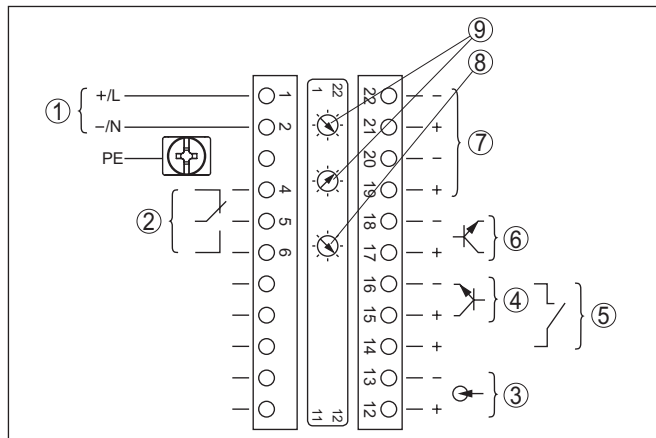 ⑨
⑧
① +/L 1 1 22 22 −
−/N 2 21 + ⑦
PE 20 −
② 4 19 +
5 18 − ⑥
6 17 +
16 − ④ ⑤
15 +
14 +
13 − ③
11 12 12 +